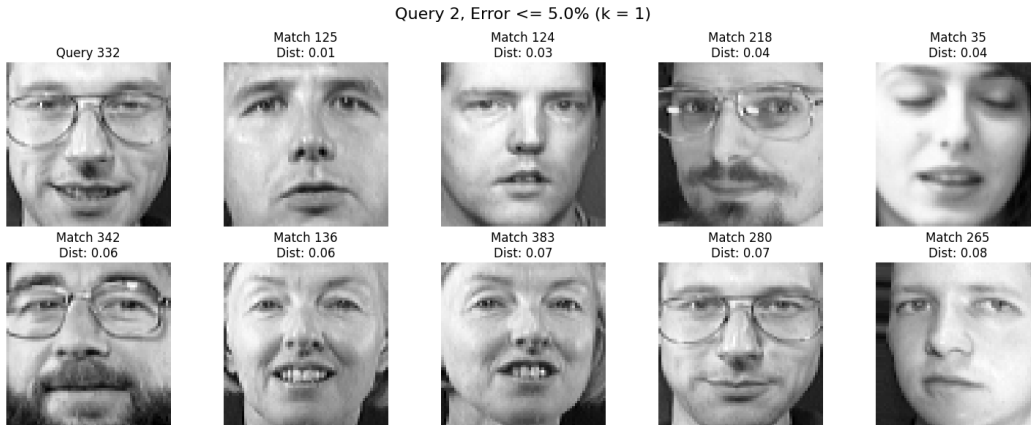 Query 2, Error <= 5.0% (k = 1)
Query 332
Match 125
Dist: 0.01
Match 124
Dist: 0.03
Match 218
Dist: 0.04
Match 35
Dist: 0.04
Match 342
Dist: 0.06
Match 136
Dist: 0.06
Match 383
Dist: 0.07
Match 280
Dist: 0.07
Match 265
Dist: 0.08